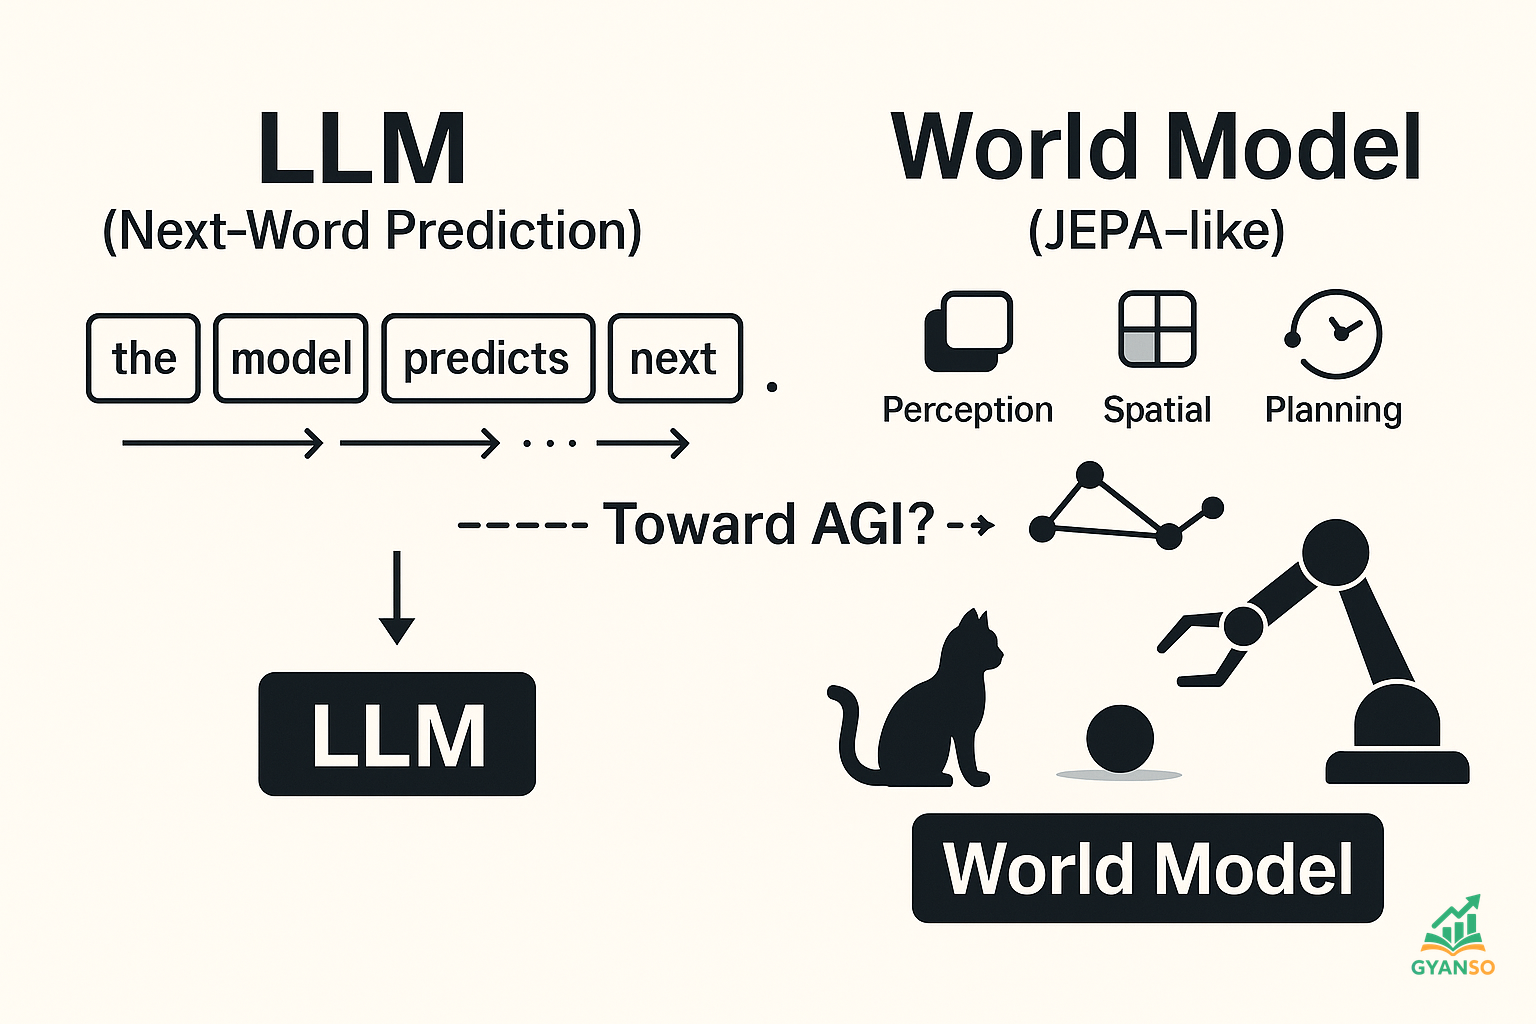 LLM
(Next-Word Prediction)
the model predicts next .
World Model
(JEPA-like)
Perception Spatial Planning
Toward AGI?
LLM
World Model
GYANSO